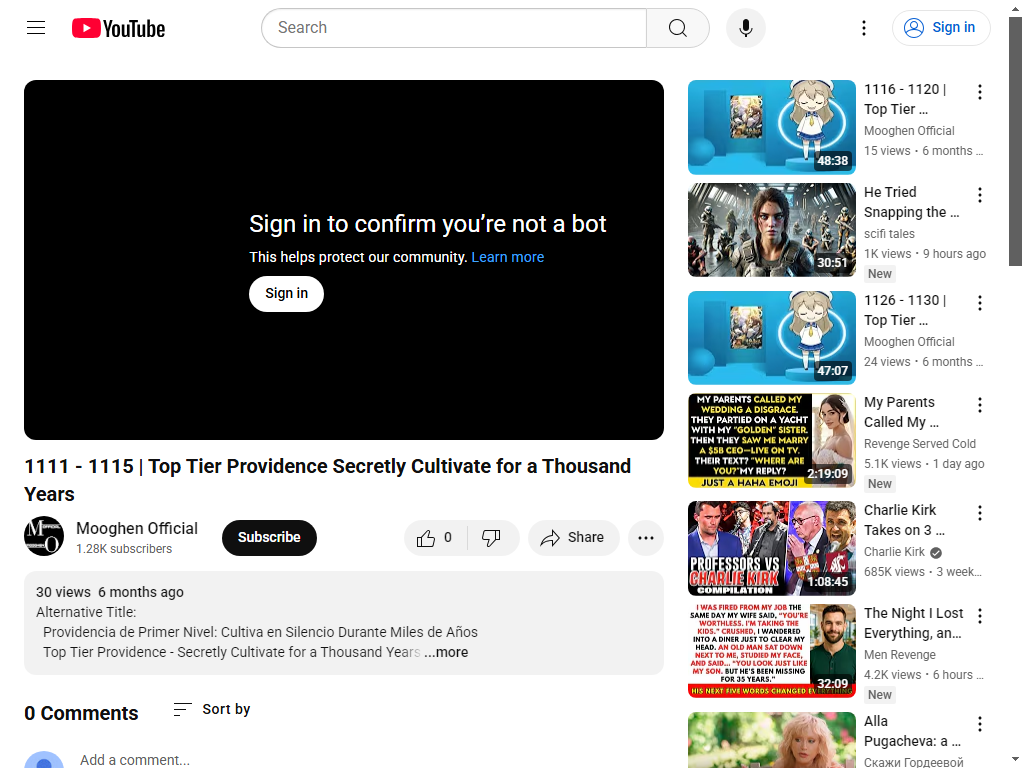 YouTube
Search
Sign in
Sign in to confirm you’re not a bot
This helps protect our community. Learn more
Sign in
1111 - 1115 | Top Tier Providence Secretly Cultivate for a Thousand
Years
Mooghen Official
1.28K subscribers
Subscribe
0
Share
30 views 6 months ago
Alternative Title:
Providencia de Primer Nivel: Cultiva en Silencio Durante Miles de Años
Top Tier Providence - Secretly Cultivate for a Thousand Years ...more
0 Comments
Sort by
Add a comment...
48:38
1116 - 1120 |
Top Tier ...
Mooghen Official
15 views • 6 months ...
30:51
He Tried
Snapping the ...
scifi tales
1K views • 9 hours ago
New
47:07
1126 - 1130 |
Top Tier ...
Mooghen Official
24 views • 6 months ...
MY PARENTS CALLED MY
WEDDING A DISGRACE.
THEY PARTIED ON A YACHT
WITH MY "GOLDEN" SISTER.
THEN THEY SAW ME MARRY
A $5B CEO—LIVE ON TV.
THEIR TEXT? "WHERE ARE
YOU?"MY REPLY?
JUST A HAHA EMOJI
2:19:09
My Parents
Called My ...
Revenge Served Cold
5.1K views • 1 day ago
New
PROFESSORS VS
CHARLIE KIRK
COMPILATION
1:08:45
Charlie Kirk
Takes on 3 ...
Charlie Kirk
685K views • 3 week...
I WAS FIRED FROM MY JOB THE
SAME DAY MY WIFE SAID, "YOU'RE
WORTHLESS. I'M TAKING THE
KIDS." CRUSHED, I WANDERED
INTO A DINER JUST TO CLEAR MY
HEAD. AN OLD MAN SAT DOWN
NEXT TO ME, STUDIED MY FACE,
AND SAID... "YOU LOOK JUST LIKE
MY SON. BUT HE'S BEEN MISSING
FOR 35 YEARS."
HIS NEXT FIVE WORDS CHANGED EVERYTHING
32:09
The Night I Lost
Everything, an...
Men Revenge
4.2K views • 6 hours ...
New
Alla
Pugacheva: a ...
Скажи Гордеевой